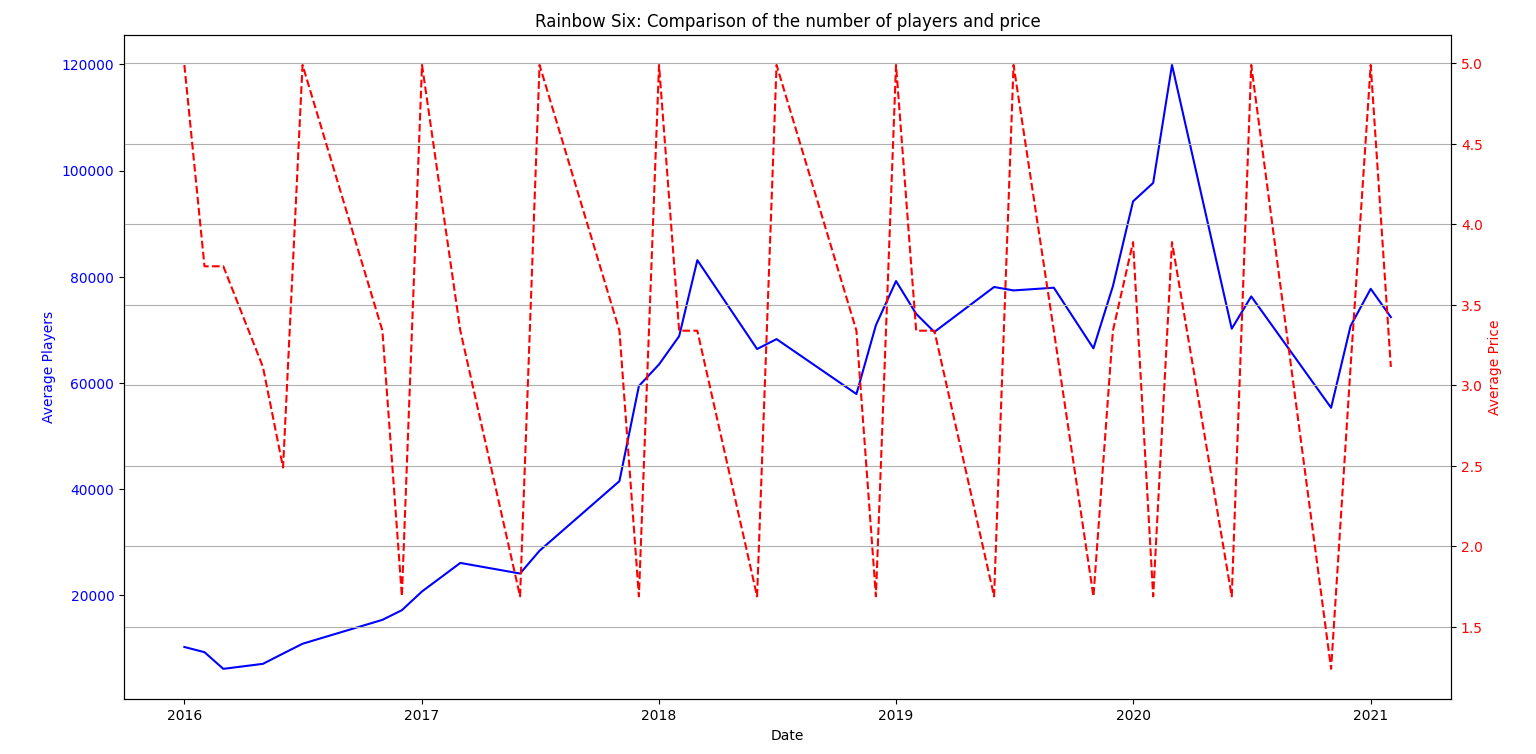 Rainbow Six: Comparison of the number of players and price
120000
100000
80000
60000
40000
20000
Average Players
5.0
4.5
4.0
3.5
3.0
2.5
2.0
1.5
Average Price
2016 2017 2018 2019 2020 2021
Date